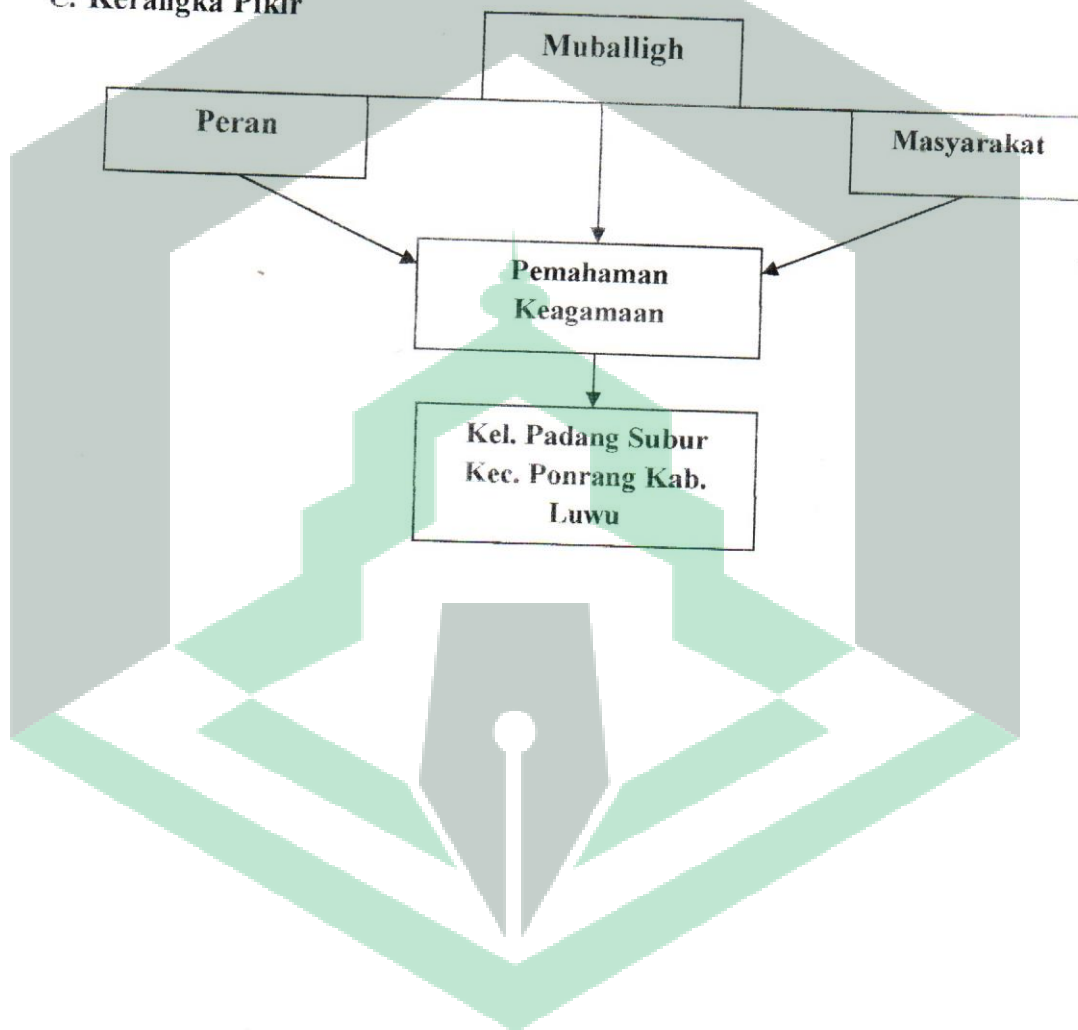 C. Kerangka Pikir
Muballigh
Peran
Masyarakat
Pemahaman
Keagamaan
Kel. Padang Subur
Kec. Ponrang Kab.
Luwu